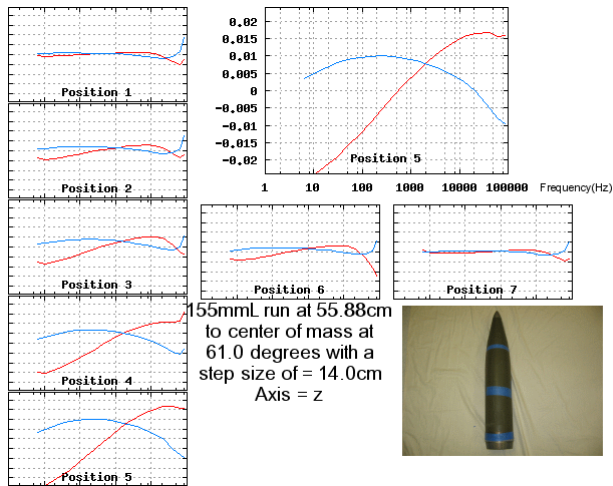 Position 1
Position 2
Position 3
Position 4
Position 5
0.02
0.015
0.01
0.005
0
-0.005
-0.01
-0.015
-0.02
Position 5
1 10 100 1000 10000 100000 Frequency(Hz)
Position 6
Position 7
155mmL run at 55.88cm
to center of mass at
61.0 degrees with a
step size of = 14.0cm
Axis = z